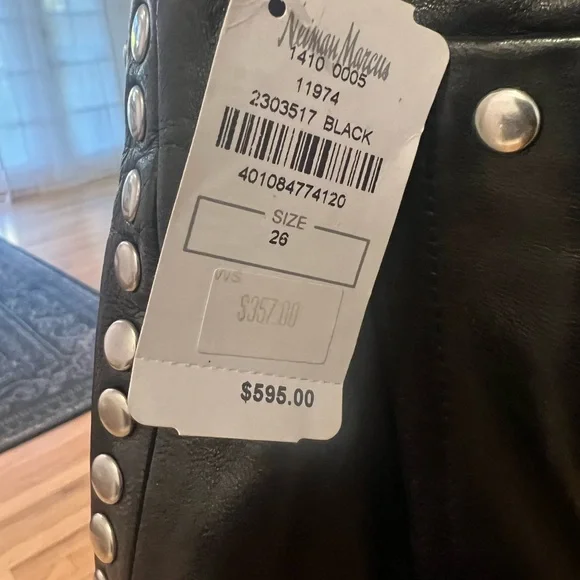 Neiman Marcus
1410 0005
11974
2303517 BLACK
401084774120
SIZE
26
$357.00
$595.00